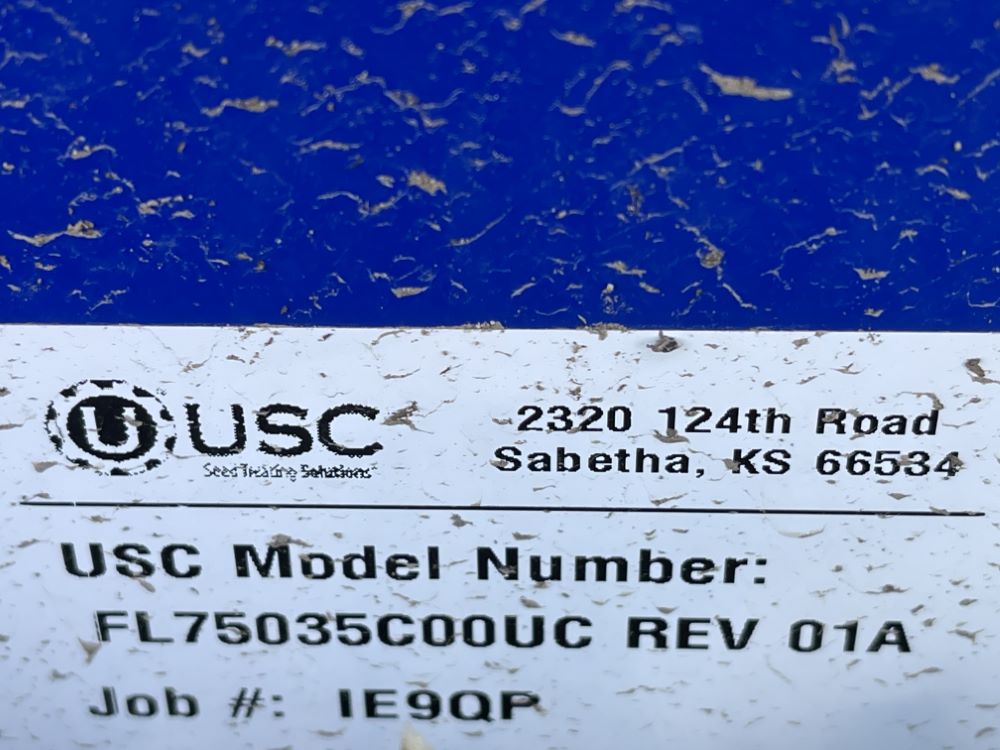 U USC
Seed Treating Solutions
2320 124th Road
Sabetha, KS 66534
USC Model Number:
FL75035C00UC REV 01A
Job #: IE9QP